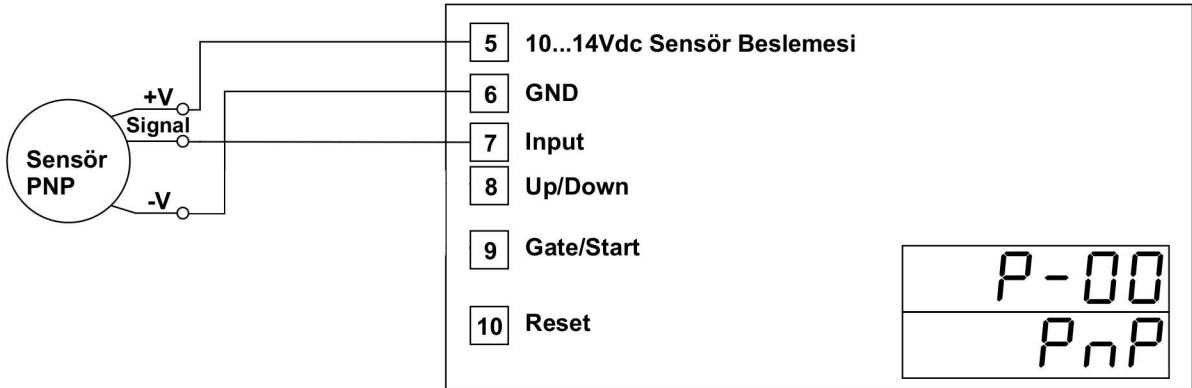 5 10...14Vdc Sensör Beslemesi
6 GND
+V
Signal
7 Input
Sensör
PNP
8 Up/Down
-V
9 Gate/Start
P-00
10 Reset
PnP